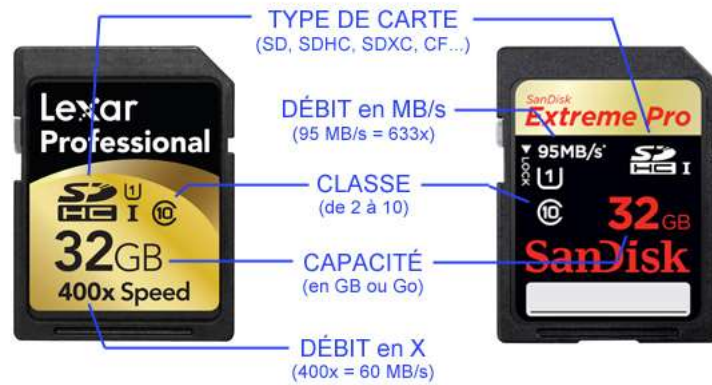 TYPE DE CARTE
(SD, SDHC, SDXC, CF...)
Lexar
Professional
SD
HC I
1
10
32GB
400x Speed
DÉBIT en MB/s
(95 MB/s = 633x)
CLASSE
(de 2 à 10)
CAPACITÉ
(en GB ou Go)
DÉBIT en X
(400x = 60 MB/s)
SanDisk
Extreme Pro
95MB/s*
LOCK
SD
HC I
1
10
32GB
SanDisk